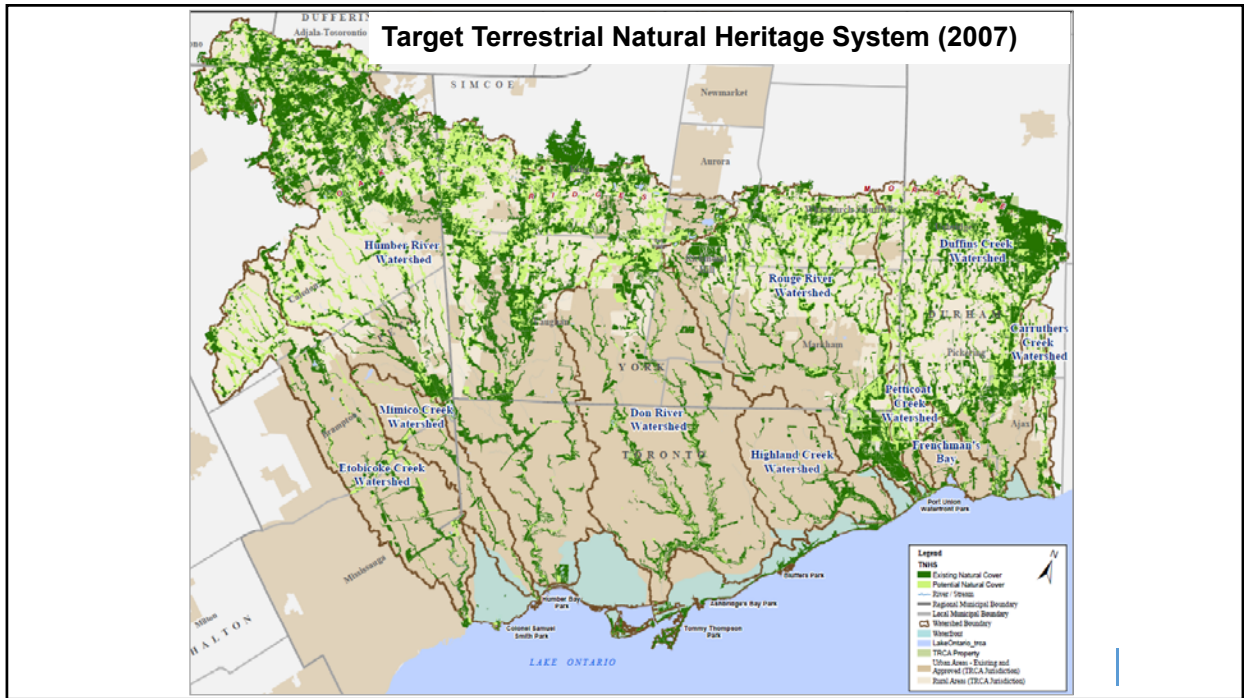 Target Terrestrial Natural Heritage System (2007)
DUFFERIN
Adjala-Tosorontio
SIMCOE
Newmarket
Aurora
Humber River
Watershed
Rouge River
Watershed
Duffins Creek
Watershed
DURHAM
Carruthers
Creek
Watershed
Pickering
Markham
Vaughan
YORK
Petticoat
Creek
Watershed
Mimico Creek
Watershed
Don River
Watershed
Ajax
Brampton
TORONTO
Highland Creek
Watershed
Frenchman's
Bay
Etobicoke Creek
Watershed
Port Union
Waterfront Park
Mississauga
Bluffers Park
Humber Bay
Park
Ashbridge's Bay Park
Milton
HALTON
Colonel Samuel
Smith Park
Tommy Thompson
Park
LAKE ONTARIO
Legend
N
TNHS
Existing Natural Cover
Potential Natural Cover
River / Stream
Regional Municipal Boundary
Local Municipal Boundary
Watershed Boundary
Waterfront
LakeOntario_trca
TRCA Property
Urban Areas - Existing and
Approved (TRCA Jurisdiction)
Rural Areas (TRCA Jurisdiction)